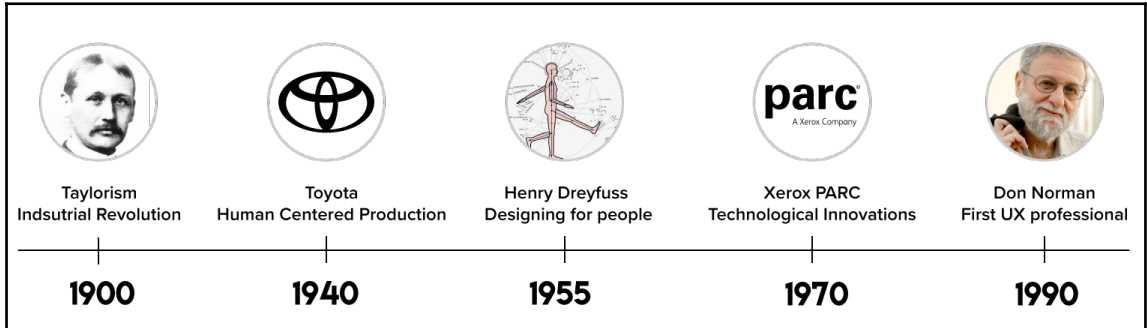 parc
A Xerox Company
Taylorism
Indsutrial Revolution
Toyota
Human Centered Production
Henry Dreyfuss
Designing for people
Xerox PARC
Technological Innovations
Don Norman
First UX professional
1900
1940
1955
1970
1990